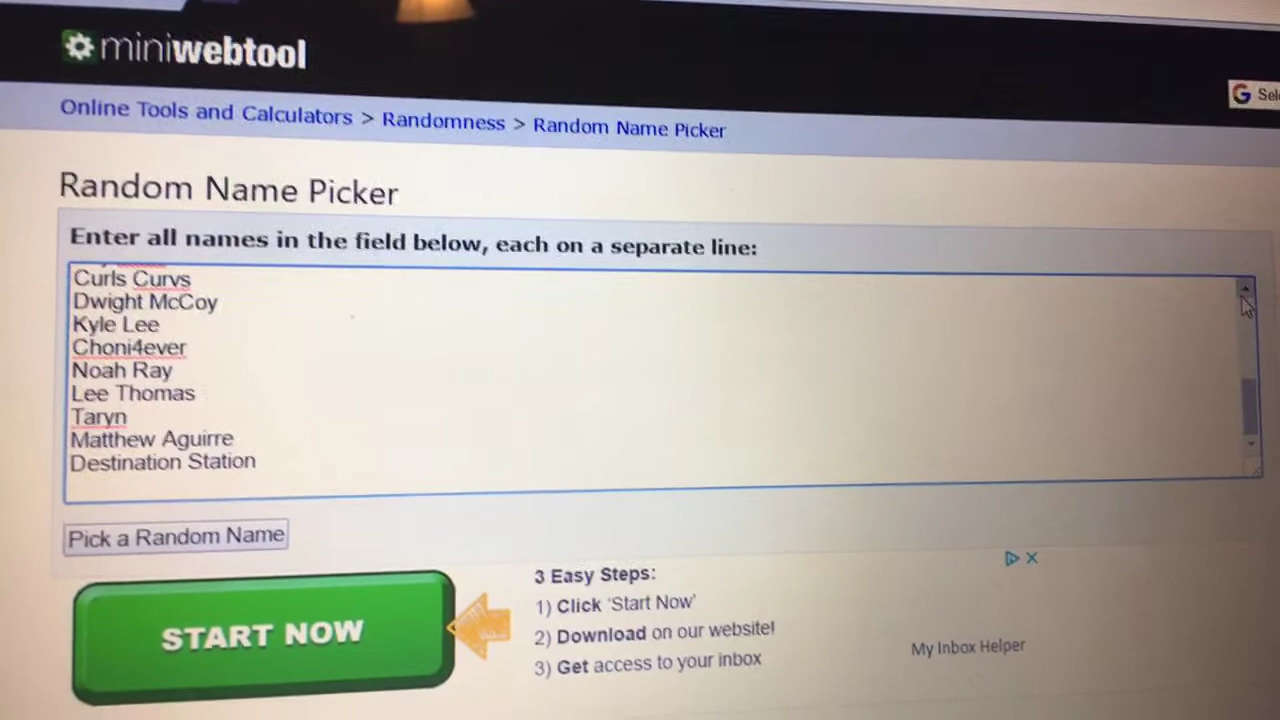 miniwebtool
Sel
Online Tools and Calculators > Randomness > Random Name Picker
Random Name Picker
Enter all names in the field below, each on a separate line:
Curls Curvs
Dwight McCoy
Kyle Lee
Choni4ever
Noah Ray
Lee Thomas
Taryn
Matthew Aguirre
Destination Station
Pick a Random Name
START NOW
3 Easy Steps:
1) Click 'Start Now'
2) Download on our website!
3) Get access to your inbox
My Inbox Helper